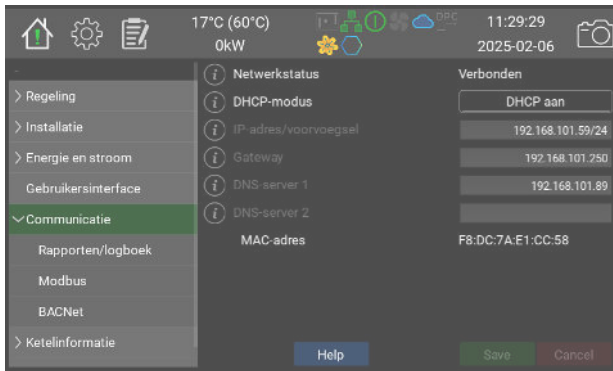 17°C (60°C)
0kW
DPC
11:29:29
2025-02-06
-
Regeling
Installatie
Energie en stroom
Gebruikersinterface
Communicatie
Rapporten/logboek
Modbus
BACNet
Ketelinformatie
Netwerkstatus
Verbonden
DHCP-modus
DHCP aan
IP-adres/voorvoegsel
192.168.101.59/24
Gateway
192.168.101.250
DNS-server 1
192.168.101.89
DNS-server 2
MAC-adres
F8:DC:7A:E1:CC:58
Help
Save
Cancel